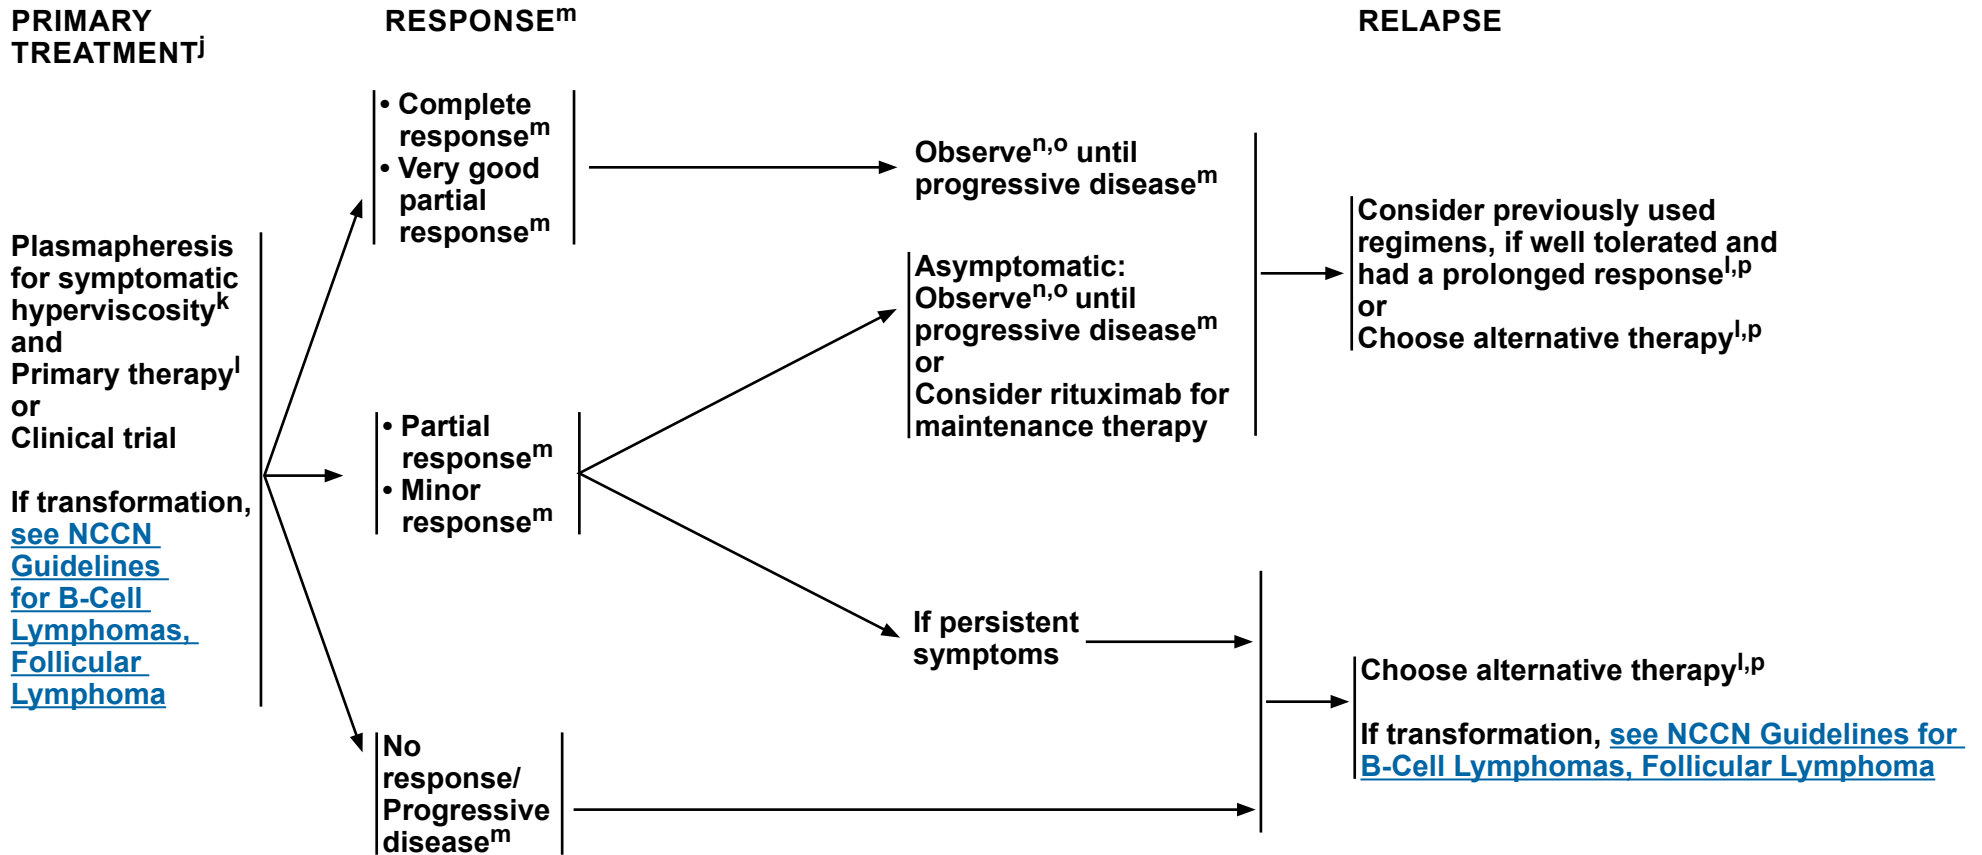 PRIMARY
TREATMENTj
RESPONSEm
RELAPSE
Plasmapheresis
for symptomatic
hyperviscosityk
and
Primary therapyl
or
Clinical trial
If transformation,
see NCCN
Guidelines
for B-Cell
Lymphomas,
Follicular
Lymphoma
• Complete
responsem
• Very good
partial
responsem
• Partial
responsem
• Minor
responsem
No
response/
Progressive
diseasem
Observen,o until
progressive diseasem
Asymptomatic:
Observen,o until
progressive diseasem
or
Consider rituximab for
maintenance therapy
If persistent
symptoms
Consider previously used
regimens, if well tolerated and
had a prolonged responsel,p
or
Choose alternative therapyl,p
Choose alternative therapyl,p
If transformation, see NCCN Guidelines for
B-Cell Lymphomas, Follicular Lymphoma